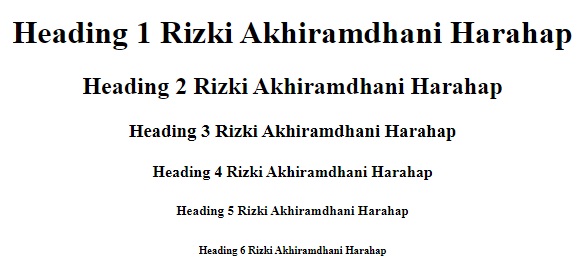 Heading 1 Rizki Akhiramdhani Harahap
Heading 2 Rizki Akhiramdhani Harahap
Heading 3 Rizki Akhiramdhani Harahap
Heading 4 Rizki Akhiramdhani Harahap
Heading 5 Rizki Akhiramdhani Harahap
Heading 6 Rizki Akhiramdhani Harahap